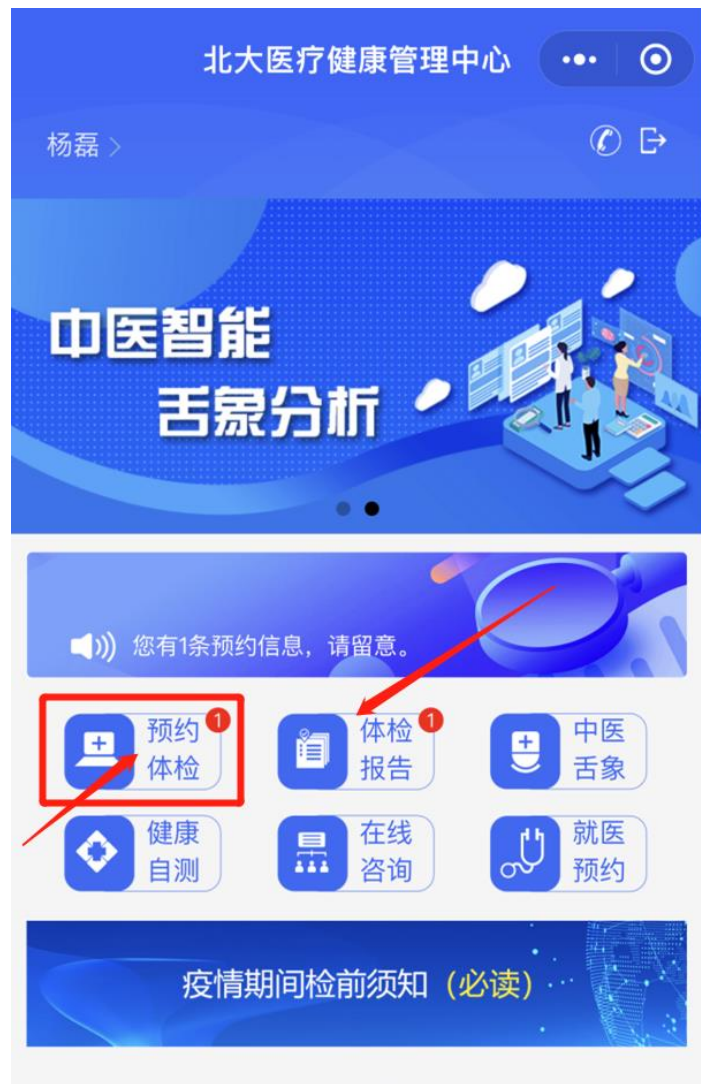 北大医疗健康管理中心
杨磊 >
中医智能
舌象分析
您有1条预约信息，请留意。
预约 1
体检
体检 1
报告
中医
舌象
健康
自测
在线
咨询
就医
预约
疫情期间检前须知（必读）